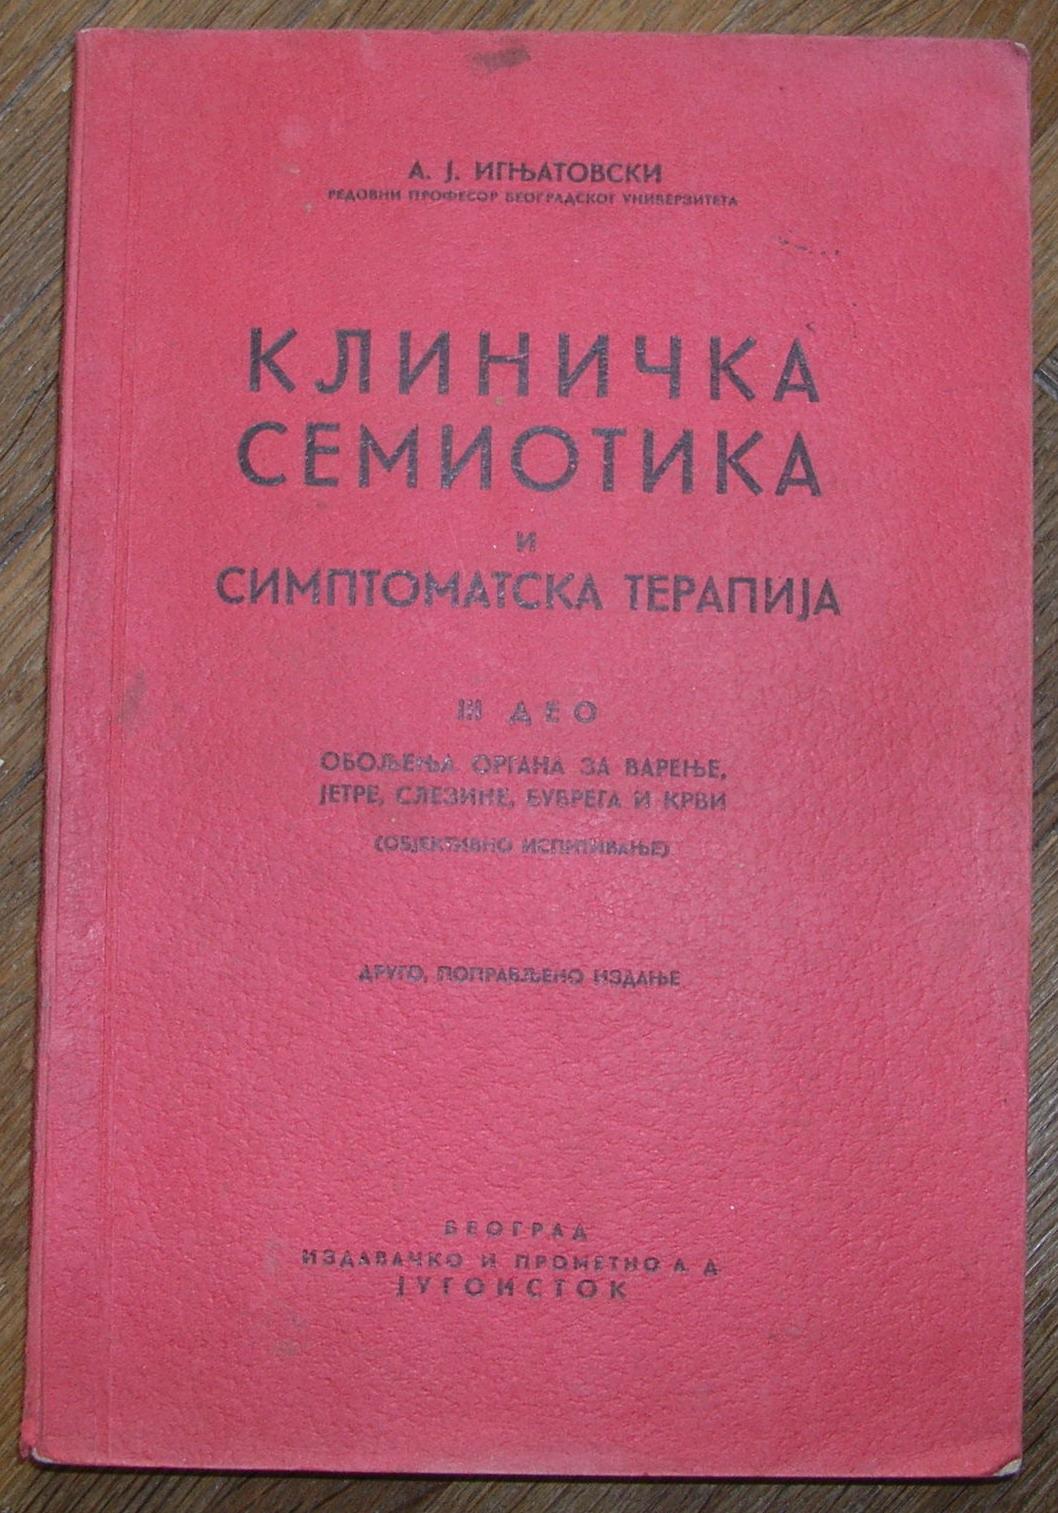 А. Ј. ИГЊАТОВСКИ
РЕДОВНИ ПРОФЕСОР БЕОГРАДСКОГ УНИВЕРЗИТЕТА
КЛИНИЧКА
СЕМИОТИКА
И
СИМПТОМАТСКА ТЕРАПИЈА
III ДЕО
ОБОЉЕЊА ОРГАНА ЗА ВАРЕЊЕ,
ЈЕТРЕ, СЛЕЗИНЕ, БУБРЕГА И КРВИ
(ОБЈЕКТИВНО ИСПИТИВАЊЕ)
ДРУГО, ПОПРАВЉЕНО ИЗДАЊЕ
БЕОГРАД
ИЗДАВАЧКО И ПРОМЕТНО А. Д.
ЈУГОИСТОК